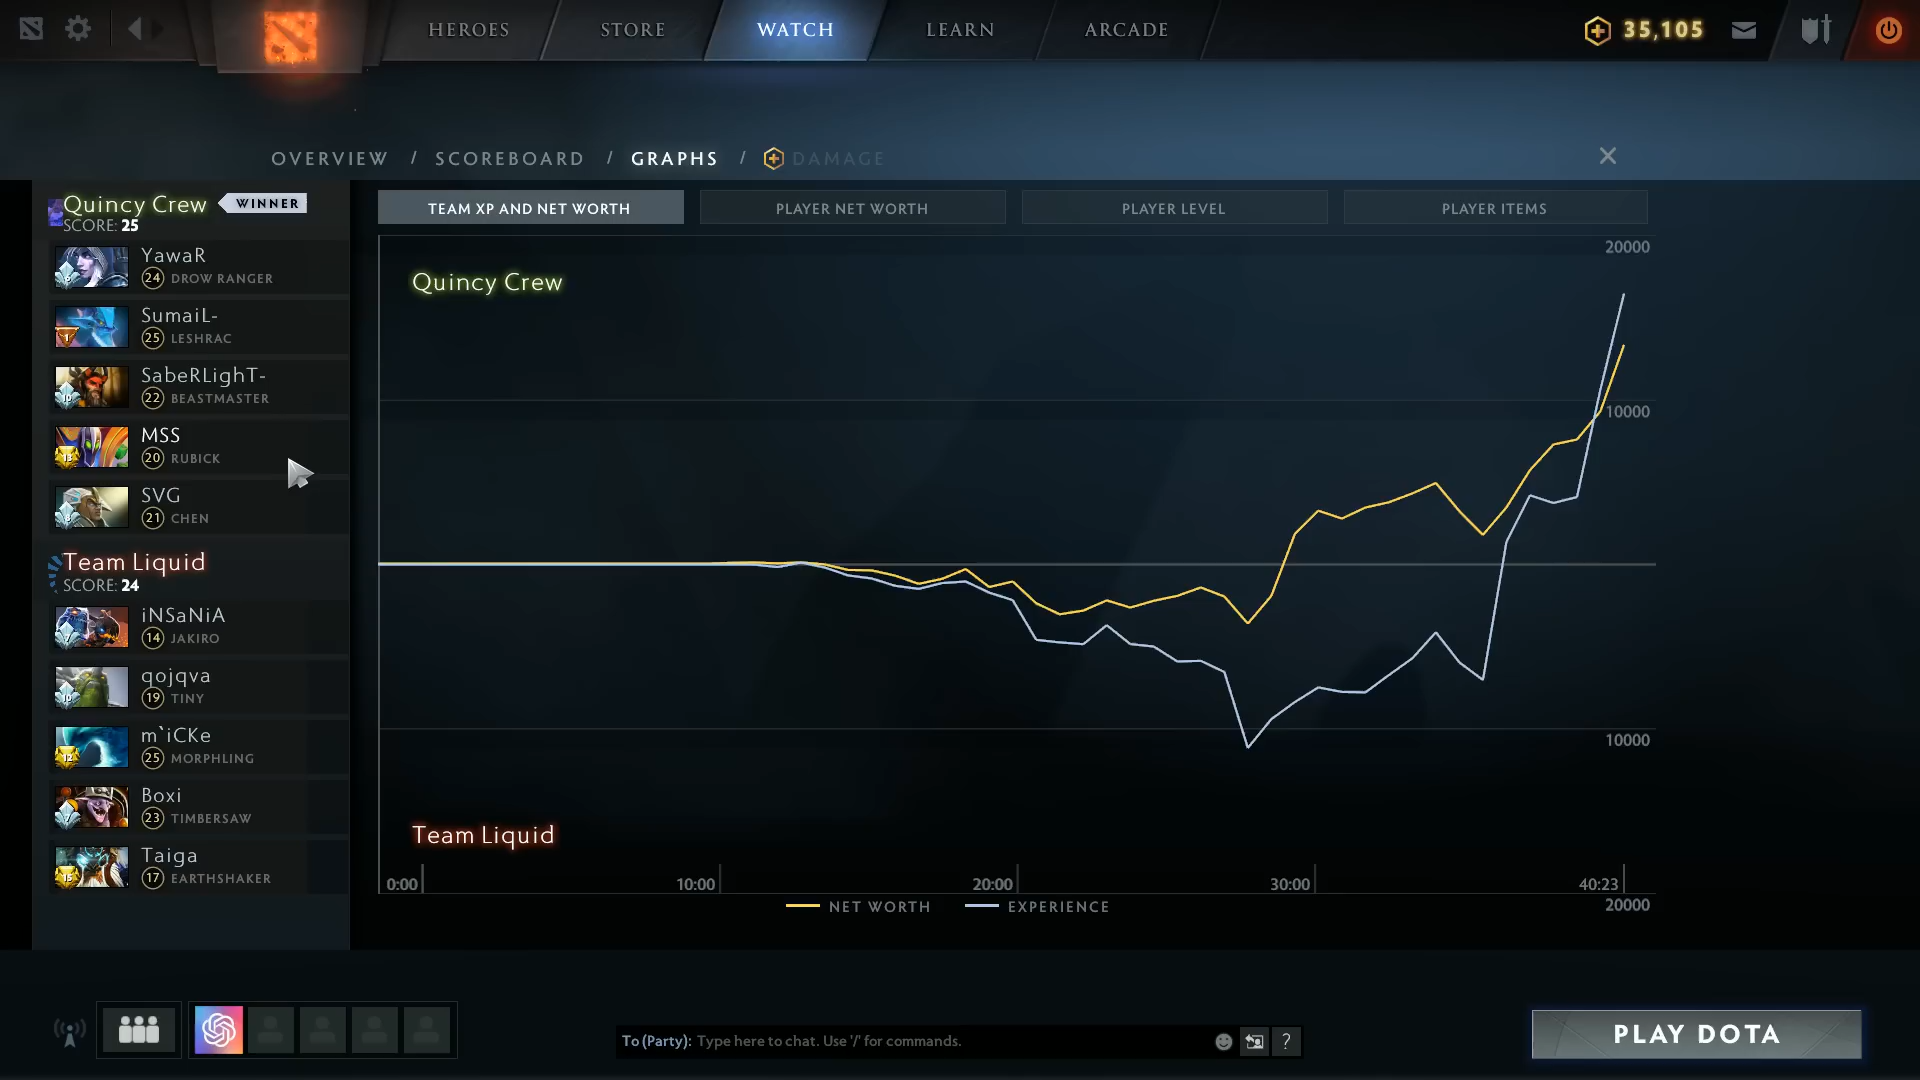 HEROES
STORE
WATCH
LEARN
ARCADE
35,105
OVERVIEW / SCOREBOARD / GRAPHS / DAMAGE
Quincy Crew WINNER
SCORE: 25
YawaR
24 DROW RANGER
SumaiL-
25 LESHRAC
SabeRLighT-
22 BEASTMASTER
MSS
20 RUBICK
SVG
21 CHEN
Team Liquid
SCORE: 24
iNSaNiA
14 JAKIRO
qojqva
19 TINY
m`iCKe
25 MORPHLING
Boxi
23 TIMBERSAW
Taiga
17 EARTHSHAKER
TEAM XP AND NET WORTH
PLAYER NET WORTH
PLAYER LEVEL
PLAYER ITEMS
20000
Quincy Crew
10000
10000
Team Liquid
0:00
10:00
20:00
30:00
40:23
20000
NET WORTH
EXPERIENCE
To (Party): Type here to chat. Use '/' for commands.
?
PLAY DOTA